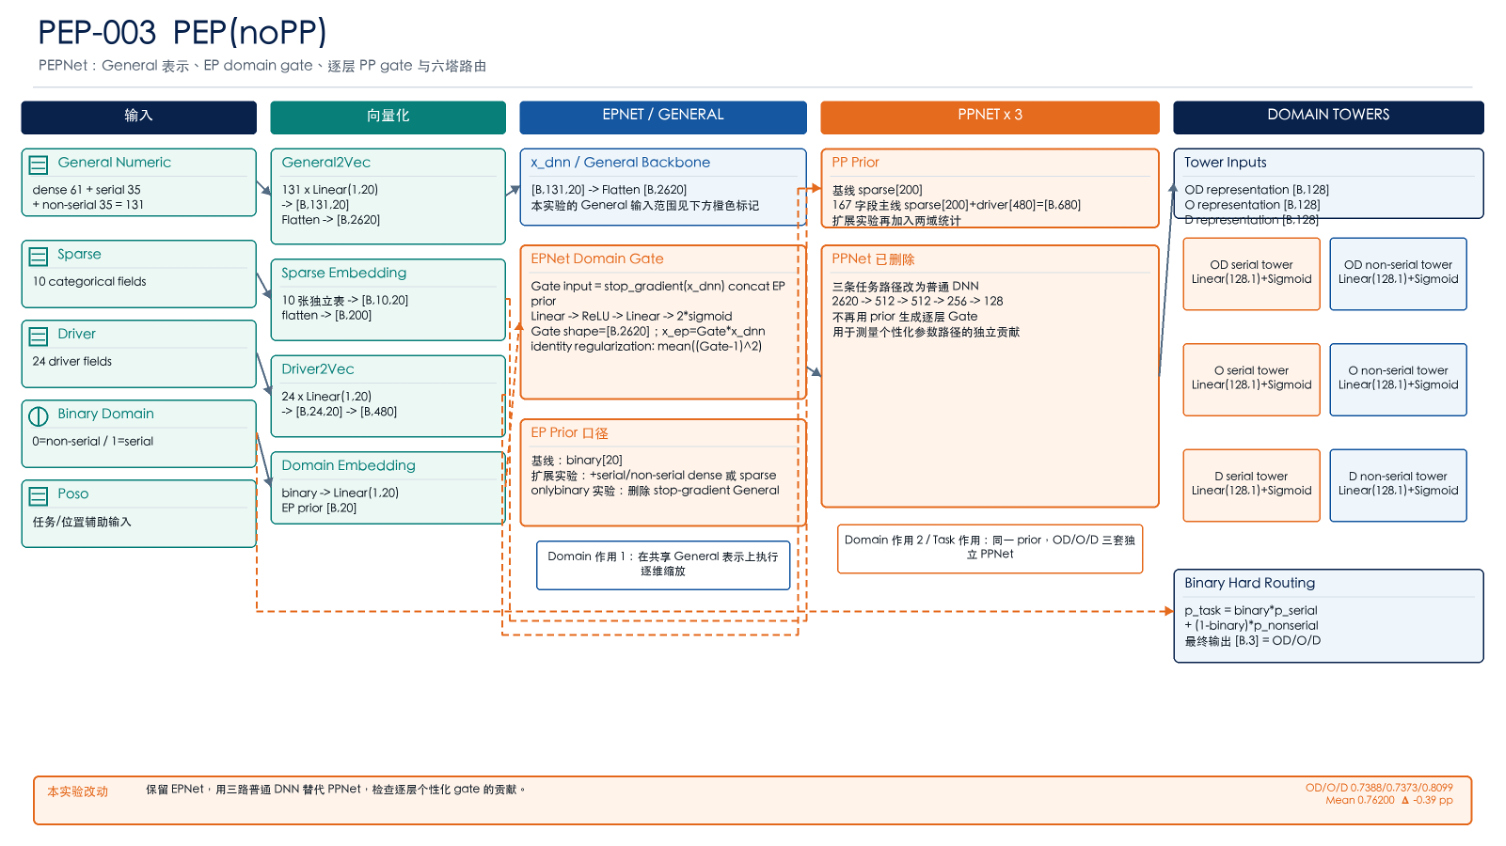 PEP-003 PEP(noPP)
PEPNet：General 表示、EP domain gate、逐层 PP gate 与六塔路由
输入
General Numeric
dense 61 + serial 35
+ non-serial 35 = 131
Sparse
10 categorical fields
Driver
24 driver fields
Binary Domain
0=non-serial / 1=serial
Poso
任务/位置辅助输入
向量化
General2Vec
131 x Linear(1,20)
-> [B,131,20]
Flatten -> [B,2620]
Sparse Embedding
10 张独立表 -> [B,10,20]
flatten -> [B,200]
Driver2Vec
24 x Linear(1,20)
-> [B,24,20] -> [B,480]
Domain Embedding
binary -> Linear(1,20)
EP prior [B,20]
EPNET / GENERAL
x_dnn / General Backbone
[B,131,20] -> Flatten [B,2620]
本实验的 General 输入范围见下方橙色标记
EPNet Domain Gate
Gate input = stop_gradient(x_dnn) concat EP
prior
Linear -> ReLU -> Linear -> 2*sigmoid
Gate shape=[B,2620]；x_ep=Gate*x_dnn
identity regularization: mean((Gate-1)^2)
EP Prior 口径
基线：binary[20]
扩展实验：+serial/non-serial dense 或 sparse
onlybinary 实验：删除 stop-gradient General
Domain 作用 1：在共享 General 表示上执行
逐维缩放
PPNET x 3
PP Prior
基线 sparse[200]
167 字段主线 sparse[200]+driver[480]=[B,680]
扩展实验再加入两域统计
PPNet 已删除
三条任务路径改为普通 DNN
2620 -> 512 -> 512 -> 256 -> 128
不再用 prior 生成逐层 Gate
用于测量个性化参数路径的独立贡献
Domain 作用 2 / Task 作用：同一 prior，OD/O/D 三套独
立 PPNet
DOMAIN TOWERS
Tower Inputs
OD representation [B,128]
O representation [B,128]
D representation [B,128]
OD serial tower
Linear(128,1)+Sigmoid
OD non-serial tower
Linear(128,1)+Sigmoid
O serial tower
Linear(128,1)+Sigmoid
O non-serial tower
Linear(128,1)+Sigmoid
D serial tower
Linear(128,1)+Sigmoid
D non-serial tower
Linear(128,1)+Sigmoid
Binary Hard Routing
p_task = binary*p_serial
+ (1-binary)*p_nonserial
最终输出 [B,3] = OD/O/D
本实验改动
保留 EPNet，用三路普通 DNN 替代 PPNet，检查逐层个性化 gate 的贡献。
OD/O/D 0.7388/0.7373/0.8099
Mean 0.76200 Δ -0.39 pp